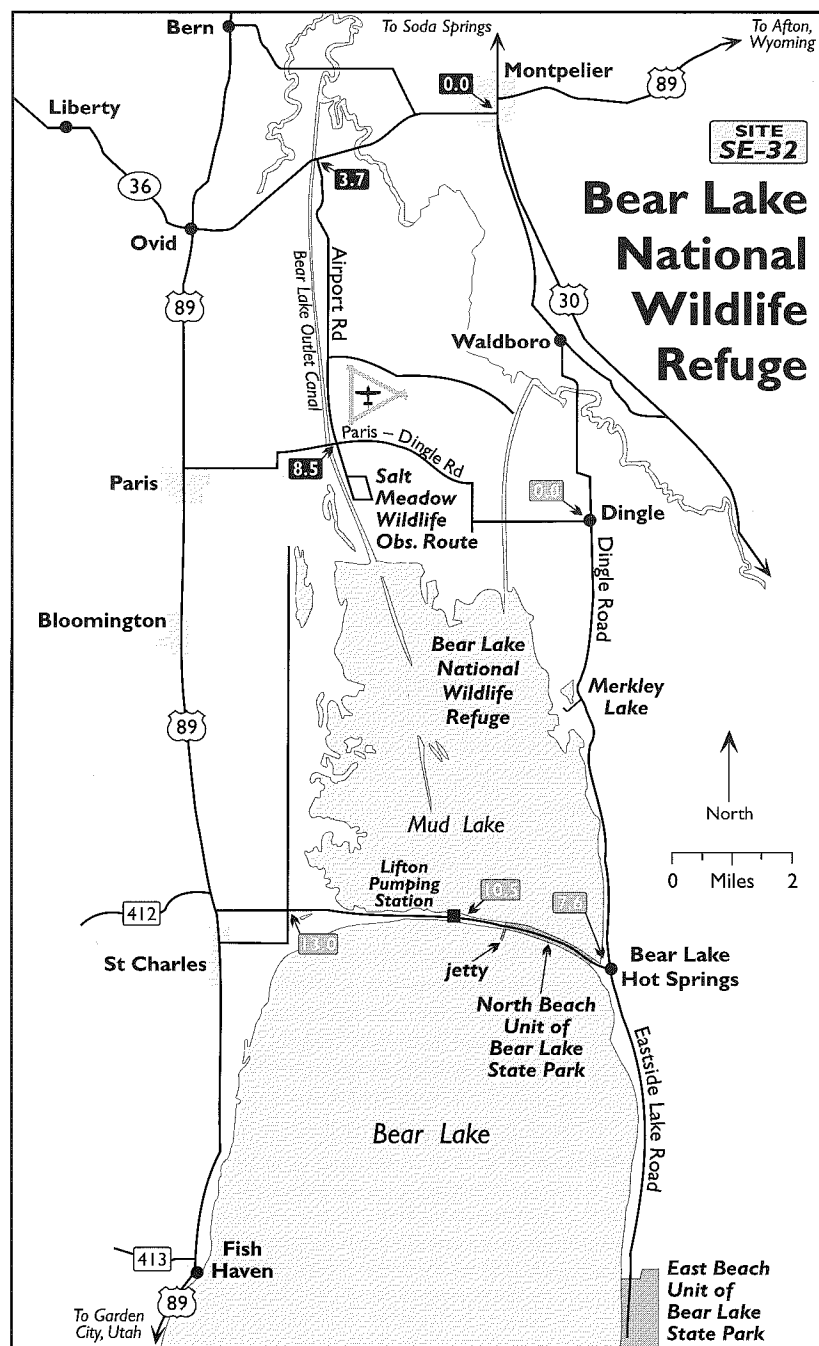 Bern
To Soda Springs
To Afton,
Wyoming
Montpelier
0.0
89
Liberty
SITE
SE-32
Bear Lake
National
Wildlife
Refuge
36
3.7
Ovid
Airport Rd
Bear Lake Outlet Canal
89
30
Waldboro
Paris – Dingle Rd
8.5
Paris
Salt
Meadow
Wildlife
Obs. Route
0.0
Dingle
Dingle Road
Bloomington
Bear Lake
National
Wildlife
Refuge
Merkley
Lake
89
North
Mud Lake
0 Miles 2
Lifton
Pumping
Station
10.5
7.6
412
13.0
St Charles
jetty
Bear Lake
Hot Springs
North Beach
Unit of
Bear Lake
State Park
Eastside Lake Road
Bear Lake
413
Fish
Haven
89
To Garden
City, Utah
East Beach
Unit of
Bear Lake
State Park